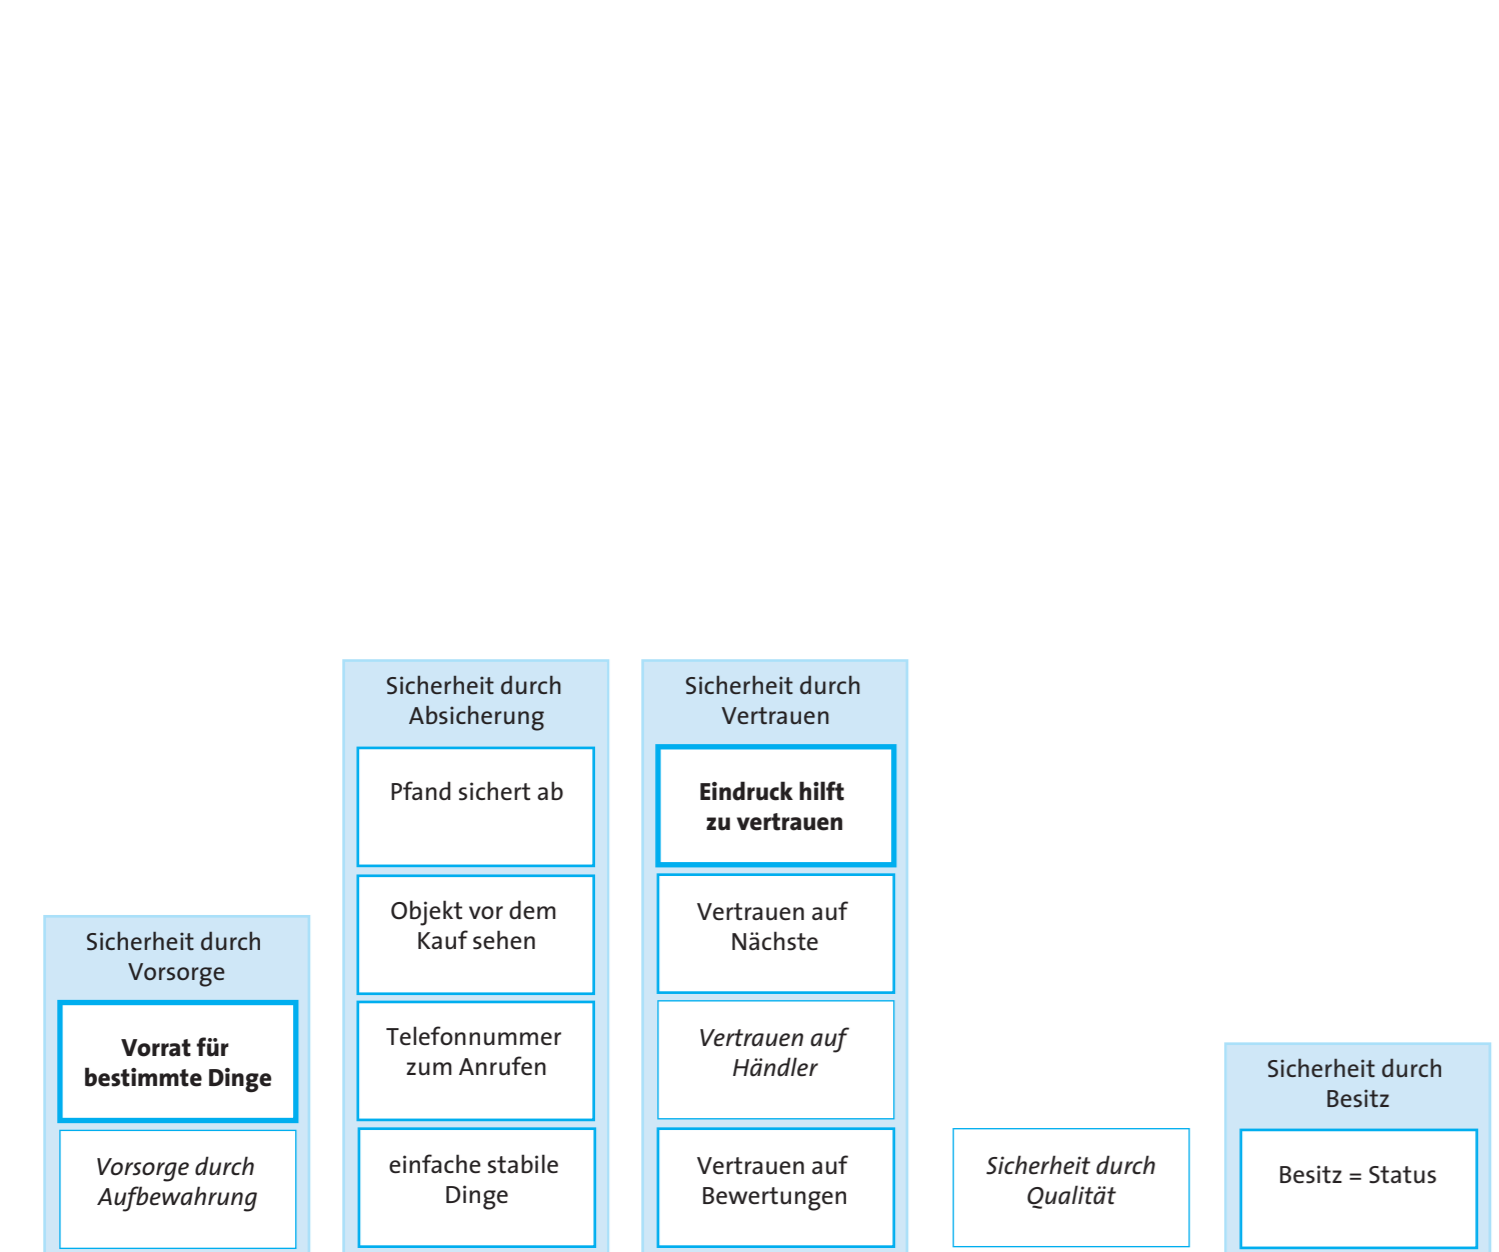 Sicherheit durch
Vorsorge
Vorrat für
bestimmte Dinge
Vorsorge durch
Aufbewahrung
Sicherheit durch
Absicherung
Pfand sichert ab
Objekt vor dem
Kauf sehen
Telefonnummer
zum Anrufen
einfache stabile
Dinge
Sicherheit durch
Vertrauen
Eindruck hilft
zu vertrauen
Vertrauen auf
Nächste
Vertrauen auf
Händler
Vertrauen auf
Bewertungen
Sicherheit durch
Qualität
Sicherheit durch
Besitz
Besitz = Status